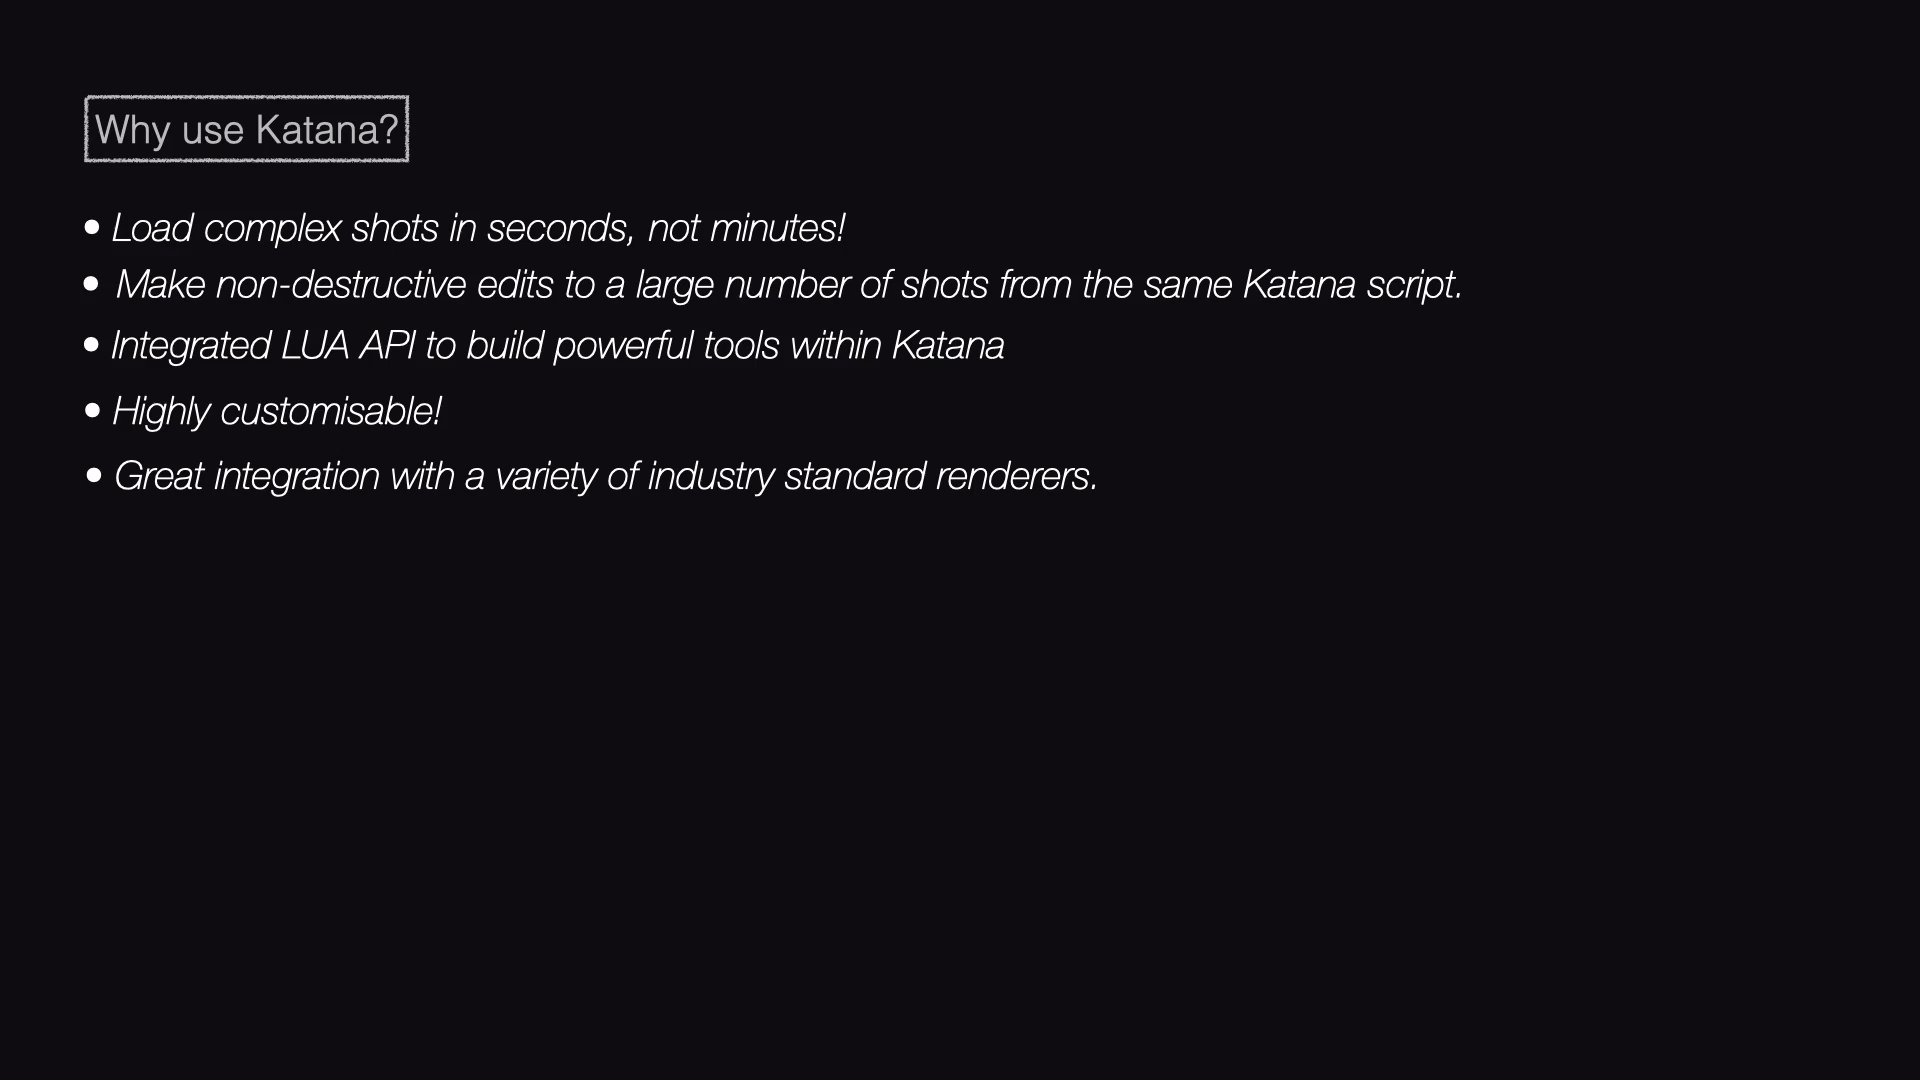 Why use Katana?
• Load complex shots in seconds, not minutes!
• Make non-destructive edits to a large number of shots from the same Katana script.
• Integrated LUA API to build powerful tools within Katana
• Highly customisable!
• Great integration with a variety of industry standard renderers.